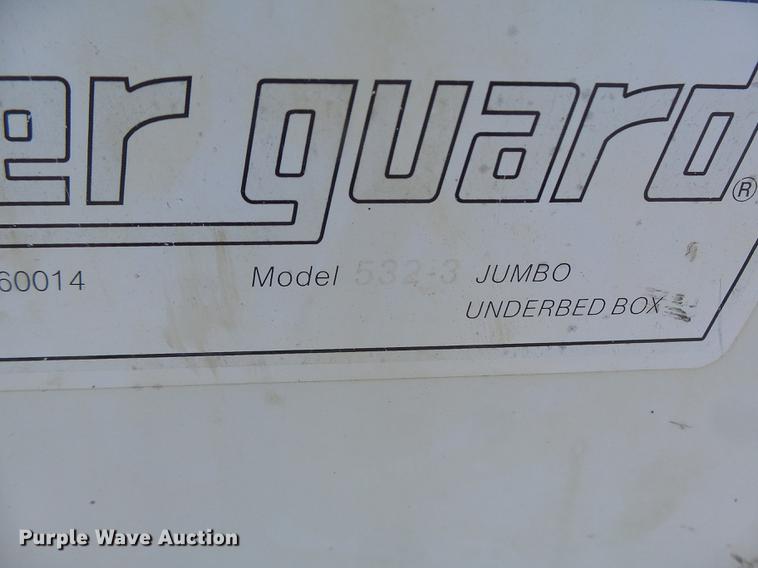 er guard®
60014 Model 532-3 JUMBO
UNDERBED BOX
Purple Wave Auction